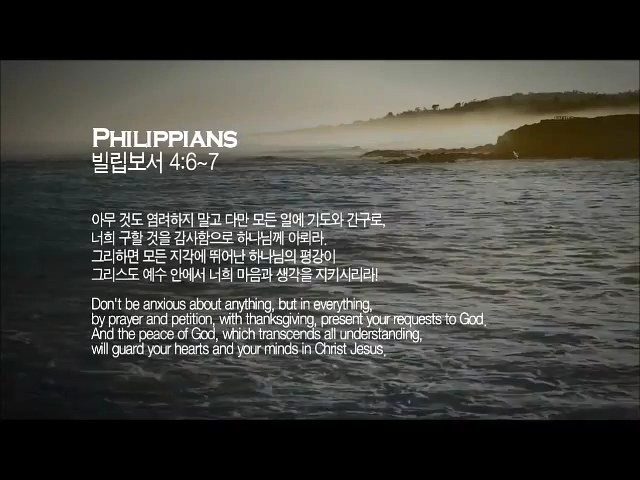 PHILIPPIANS
빌립보서 4:6~7
아무 것도 염려하지 말고 다만 모든 일에 기도와 간구로,
너희 구할 것을 감사함으로 하나님께 아뢰라.
그리하면 모든 지각에 뛰어난 하나님의 평강이
그리스도 예수 안에서 너희 마음과 생각을 지키시리라!
Don't be anxious about anything, but in everything,
by prayer and petition, with thanksgiving, present your requests to God.
And the peace of God, which transcends all understanding,
will guard your hearts and your minds in Christ Jesus.